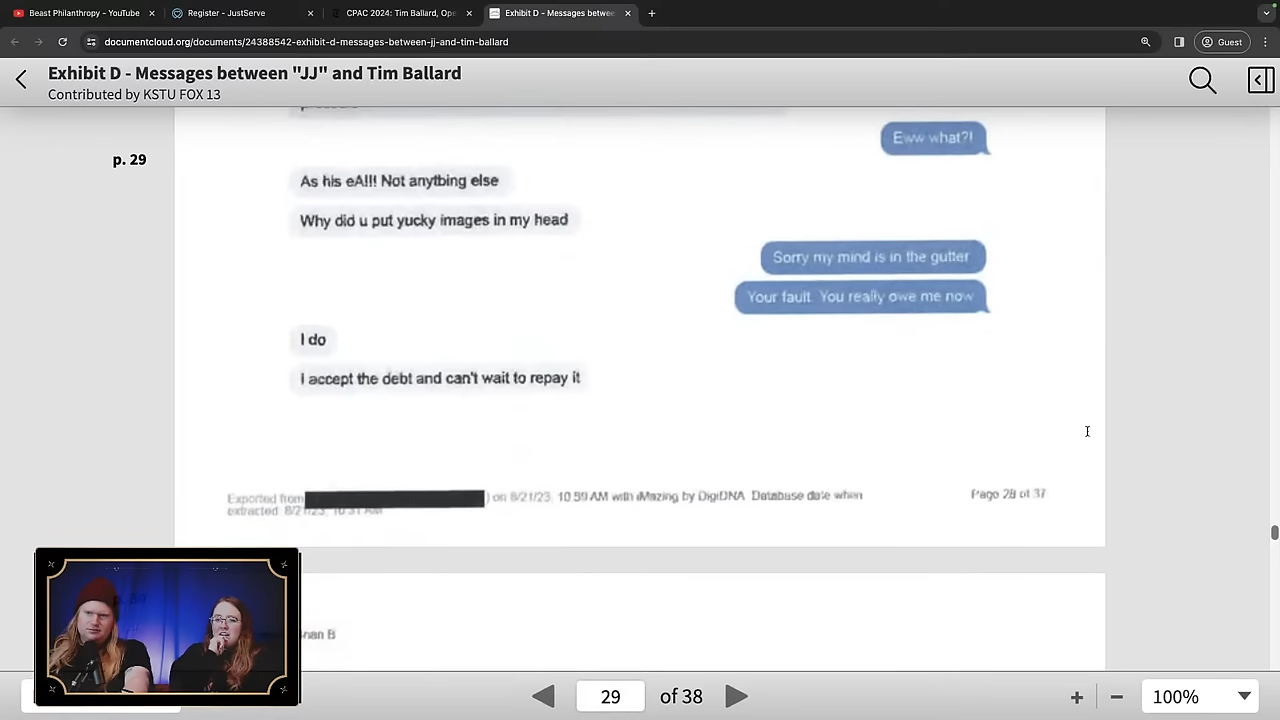 Beast Philanthropy - YouTube
Register - JustServe
CPAC 2024: Tim Ballard, Ope
Exhibit D - Messages betwee
documentcloud.org/documents/24388542-exhibit-d-messages-between-jj-and-tim-ballard
Guest
Exhibit D - Messages between "JJ" and Tim Ballard
Contributed by KSTU FOX 13
p. 29
Eww what?!
As his eA!!! Not anytbing else
Why did u put yucky images in my head
Sorry my mind is in the gutter
Your fault. You really owe me now
I do
I accept the debt and can't wait to repay it
Exported from
) on 8/21/23, 10:59 AM with iMazing by DigiDNA. Database date when
extracted: 8/21/23, 10:31 AM
Page 28 of 37
nan B
29 of 38
100%